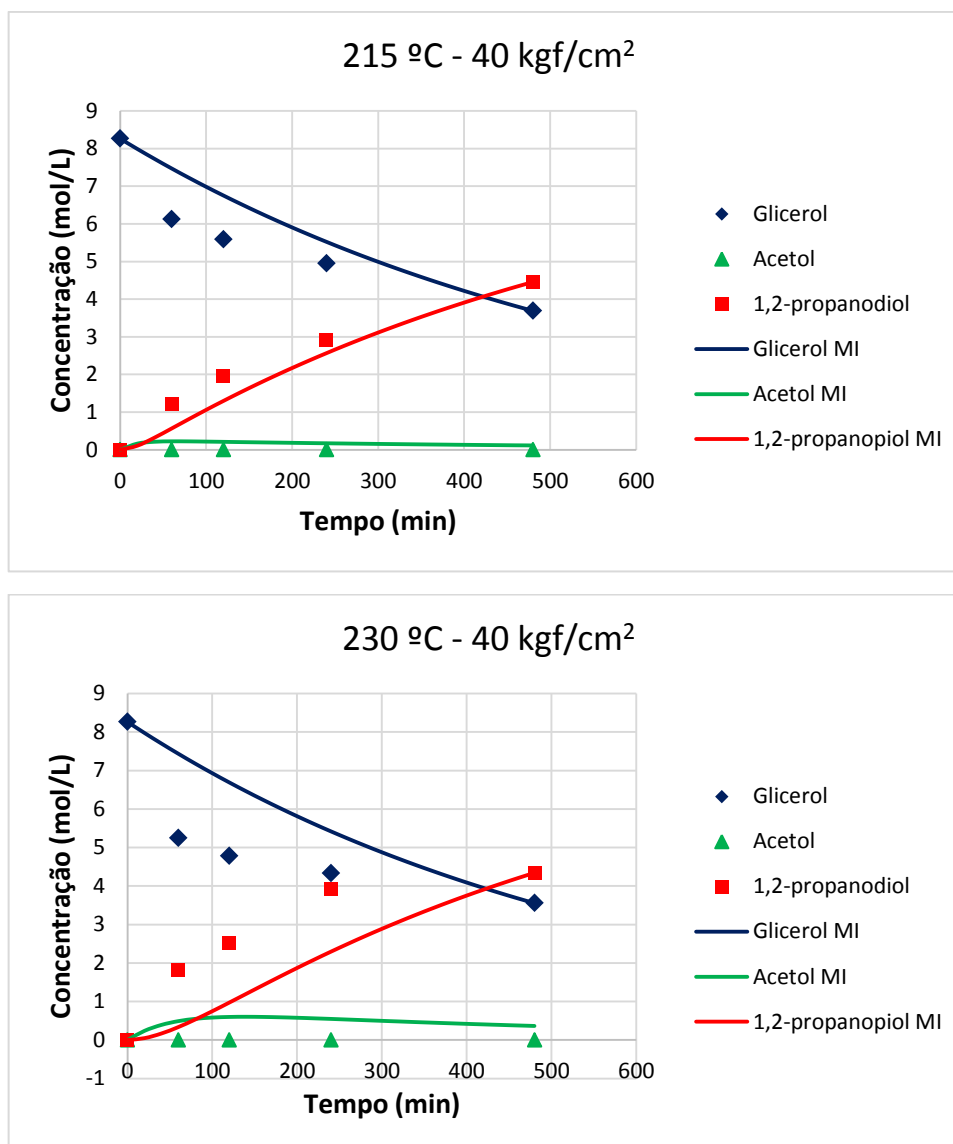 215 ºC - 40 kgf/cm²
Concentração (mol/L)
9
8
7
6
5
4
3
2
1
0
0 100 200 300 400 500 600
Tempo (min)
Glicerol
Acetol
1,2-propanodiol
Glicerol MI
Acetol MI
1,2-propanopiol MI
230 ºC - 40 kgf/cm²
Concentração (mol/L)
9
8
7
6
5
4
3
2
1
0
-1
0 100 200 300 400 500 600
Tempo (min)
Glicerol
Acetol
1,2-propanodiol
Glicerol MI
Acetol MI
1,2-propanopiol MI